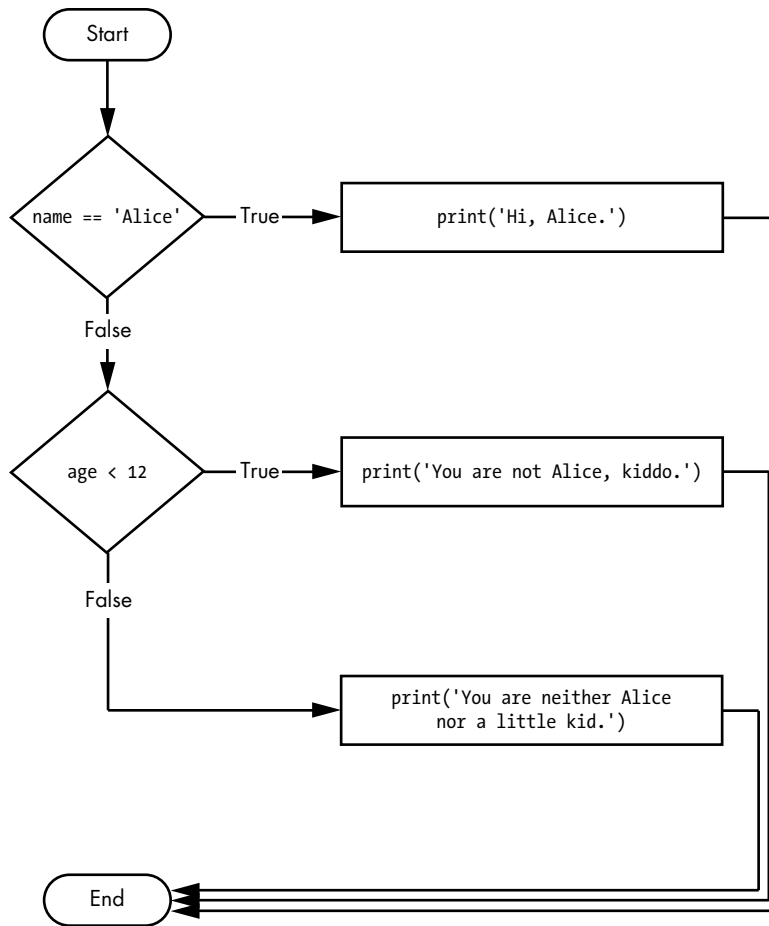 Start
name == 'Alice'
True
print('Hi, Alice.')
False
age < 12
True
print('You are not Alice, kiddo.')
False
print('You are neither Alice
nor a little kid.')
End